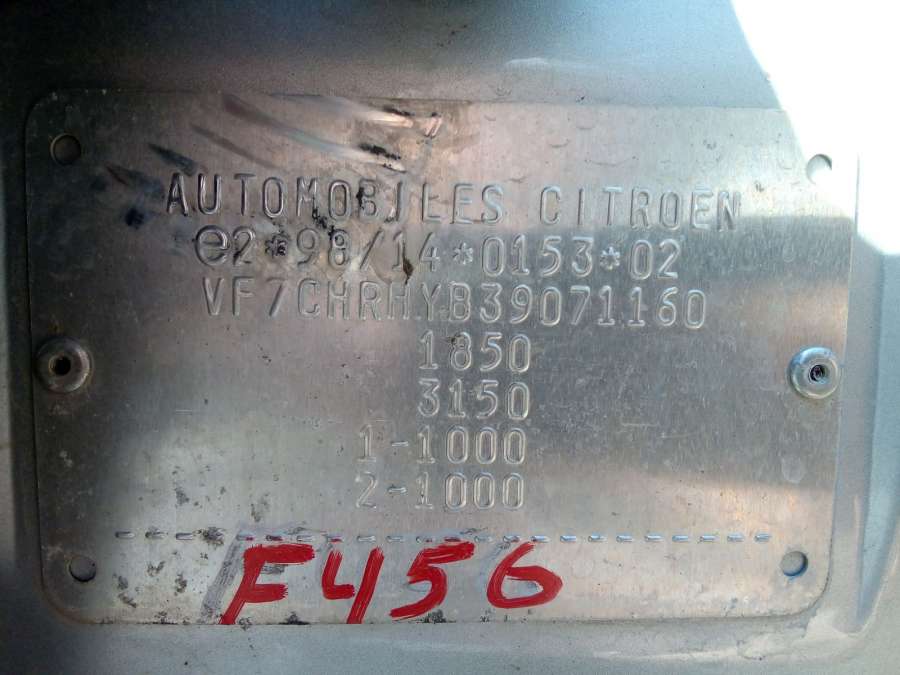 AUTOMOBILES CITROEN
e2*98/14*0153*02
VF7CHRHYB39071160
1850
3150
1-1000
2-1000
F456